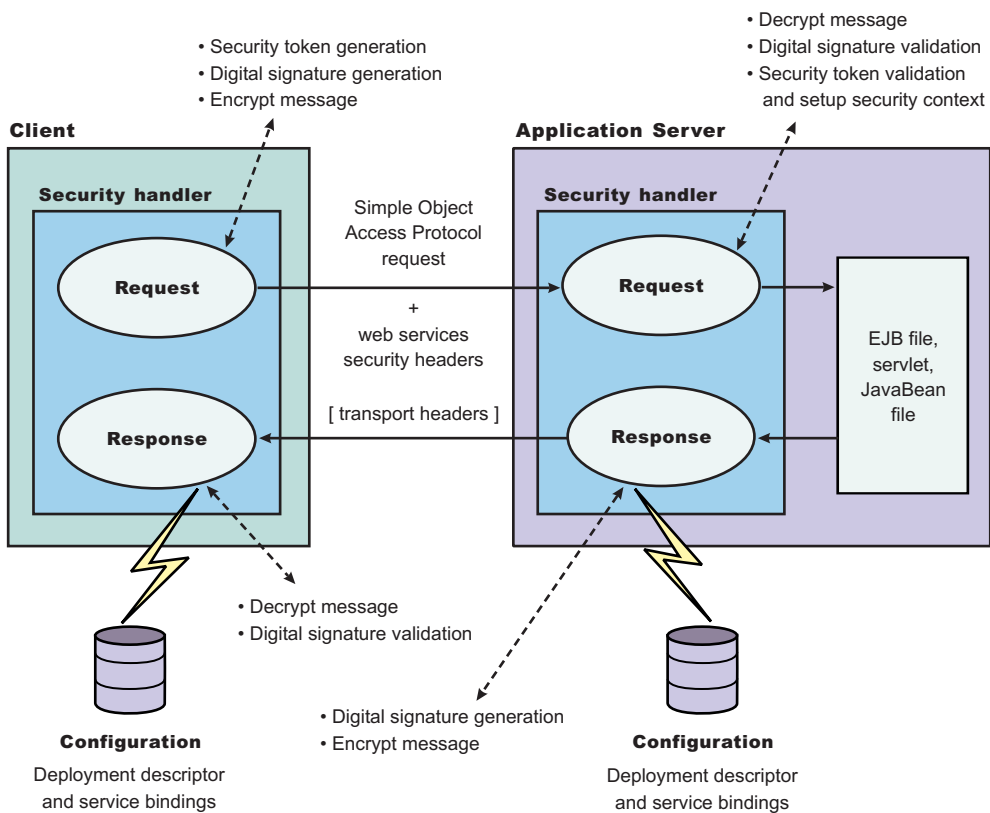 • Security token generation
• Digital signature generation
• Encrypt message
• Decrypt message
• Digital signature validation
• Security token validation
and setup security context
Client
Application Server
Security handler
Simple Object
Access Protocol
request
Security handler
Request
Request
+
web services
security headers
EJB file,
servlet,
JavaBean
file
[ transport headers ]
Response
Response
• Decrypt message
• Digital signature validation
• Digital signature generation
• Encrypt message
Configuration
Deployment descriptor
and service bindings
Configuration
Deployment descriptor
and service bindings